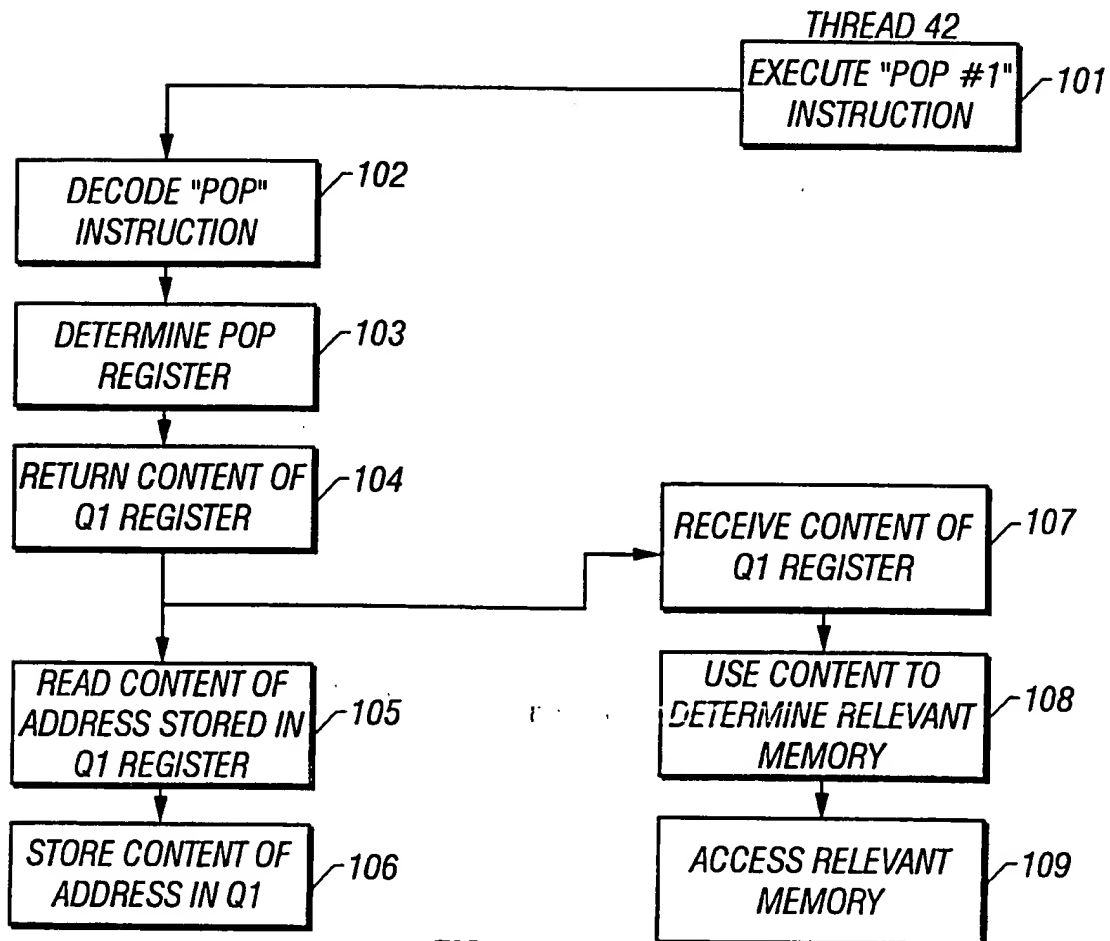 THREAD 42
EXECUTE "POP #1"
INSTRUCTION
101
DECODE "POP"
INSTRUCTION
102
DETERMINE POP
REGISTER
103
RETURN CONTENT OF
Q1 REGISTER
104
READ CONTENT OF
ADDRESS STORED IN
Q1 REGISTER
105
STORE CONTENT OF
ADDRESS IN Q1
106
RECEIVE CONTENT OF
Q1 REGISTER
107
USE CONTENT TO
DETERMINE RELEVANT
MEMORY
108
ACCESS RELEVANT
MEMORY
109